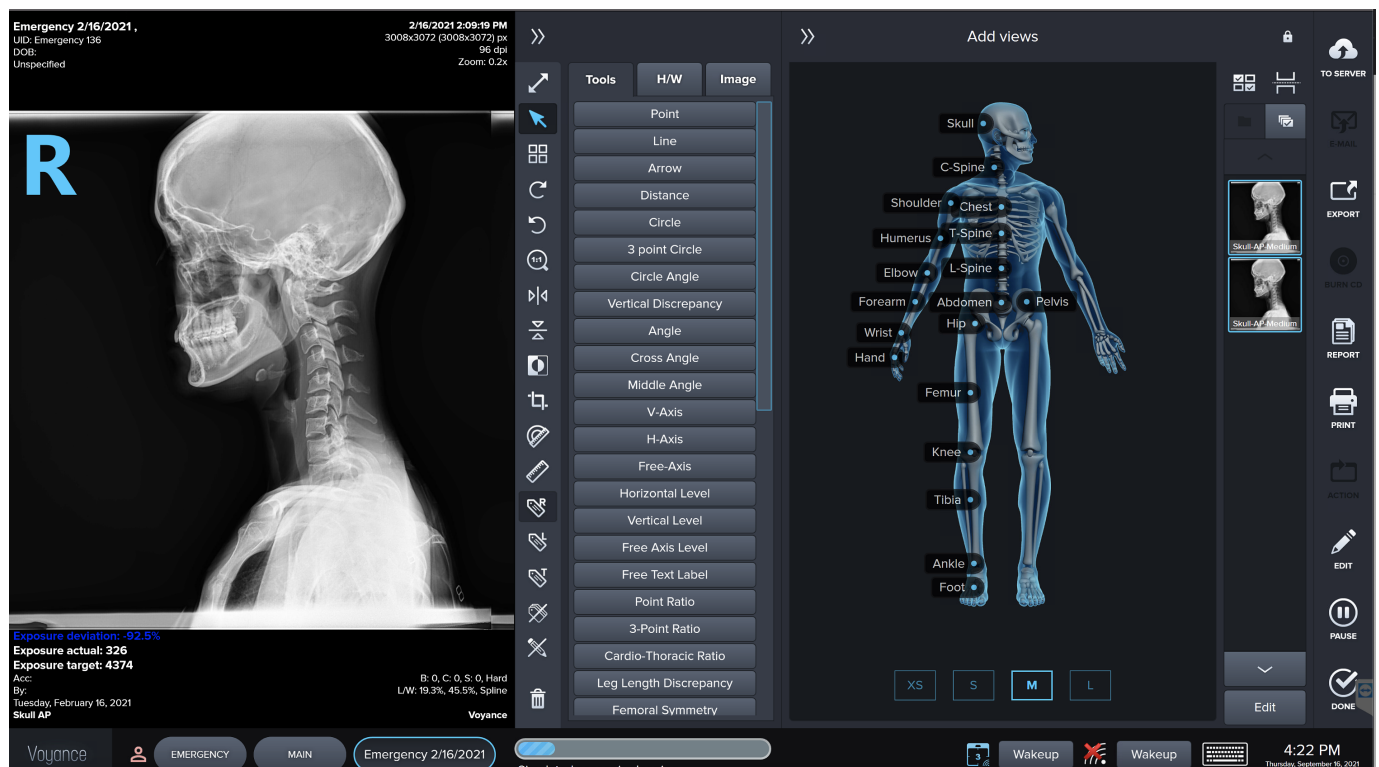 Emergency 2/16/2021 ,
UID: Emergency 136
DOB:
Unspecified
2/16/2021 2:09:19 PM
3008x3072 (3008x3072) px
96 dpi
Zoom: 0.2x
R
Exposure deviation: -92.5%
Exposure actual: 326
Exposure target: 4374
Acc:
By:
Tuesday, February 16, 2021
Skull AP
B: 0, C: 0, S: 0, Hard
L/W: 19.3%, 45.5%, Spline
Voyance
1:1
R
L
T
Tools
H/W
Image
Point
Line
Arrow
Distance
Circle
3 point Circle
Circle Angle
Vertical Discrepancy
Angle
Cross Angle
Middle Angle
V-Axis
H-Axis
Free-Axis
Horizontal Level
Vertical Level
Free Axis Level
Free Text Label
Point Ratio
3-Point Ratio
Cardio-Thoracic Ratio
Leg Length Discrepancy
Femoral Symmetry
Add views
Skull
C-Spine
Shoulder
Chest
Humerus
T-Spine
Elbow
L-Spine
Forearm
Abdomen
Pelvis
Wrist
Hip
Hand
Femur
Knee
Tibia
Ankle
Foot
XS
S
M
L
Skull-AP-Medium
Skull-AP-Medium
Edit
TO SERVER
E-MAIL
EXPORT
BURN CD
REPORT
PRINT
ACTION
EDIT
PAUSE
DONE
Voyance
EMERGENCY
MAIN
Emergency 2/16/2021
3
Wakeup
Wakeup
4:22 PM
Thursday, September 16, 2021